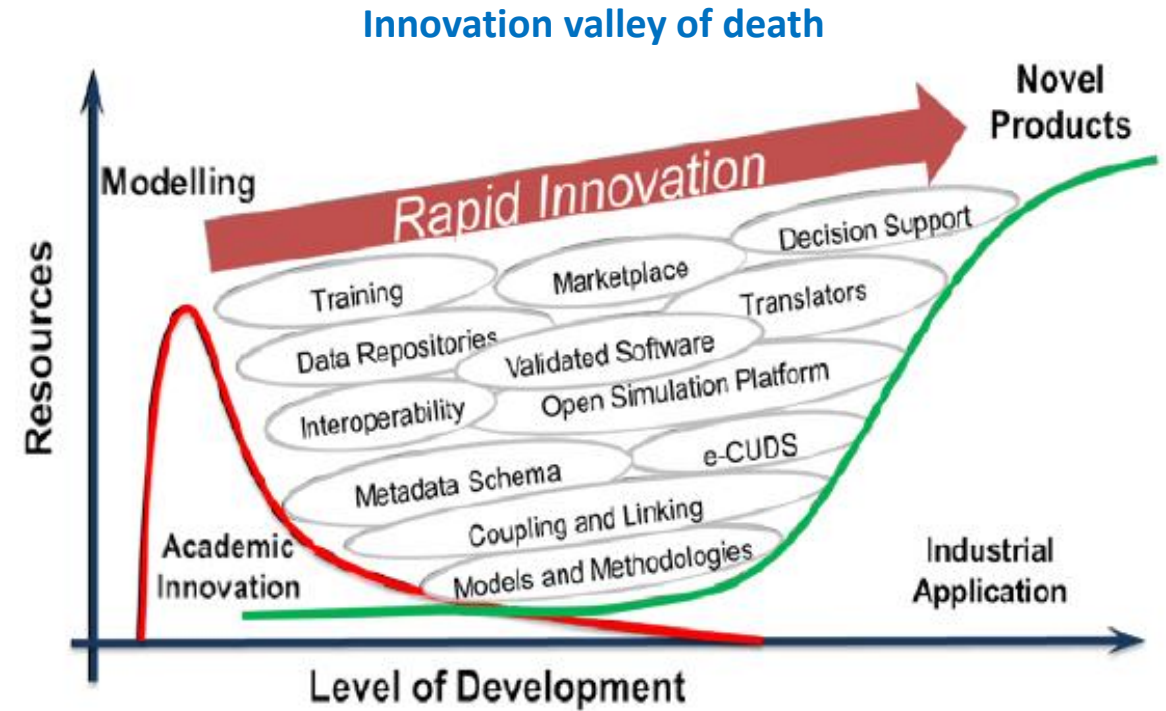 Innovation valley of death
Novel
Products
Modelling
Rapid Innovation
Decision Support
Training
Marketplace
Translators
Data Repositories
Validated Software
Interoperability
Open Simulation Platform
Metadata Schema
e-CUDS
Coupling and Linking
Models and Methodologies
Academic
Innovation
Industrial
Application
Resources
Level of Development